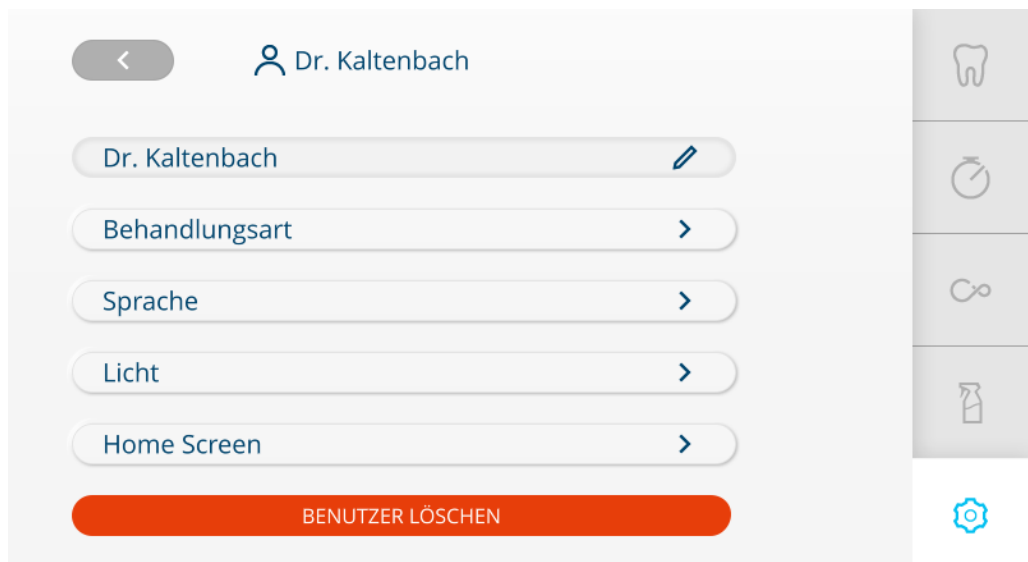 Dr. Kaltenbach
Dr. Kaltenbach
Behandlungsart
Sprache
Licht
Home Screen
BENUTZER LÖSCHEN